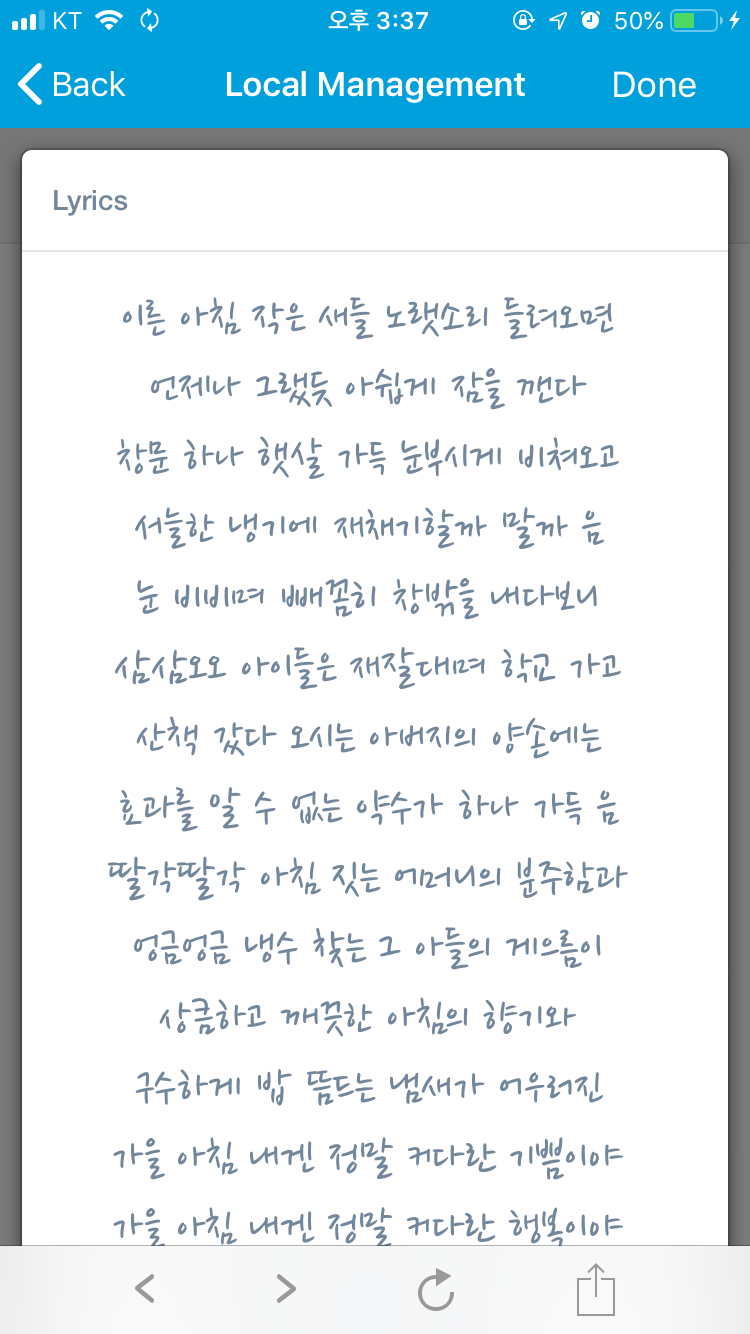 KT 오후 3:37 50%
Back Local Management Done
Lyrics
이른 아침 작은 새들 노랫소리 들려오면
언제나 그랬듯 아쉽게 잠을 깬다
창문 하나 햇살 가득 눈부시게 비쳐오고
서늘한 냉기에 재채기할까 말까 음
눈 비비며 빼꼼히 창밖을 내다보니
삼삼오오 아이들은 재잘대며 학교 가고
산책 갔다 오시는 아버지의 양손에는
효과를 알 수 없는 약수가 하나 가득 음
딸각딸각 아침 짓는 어머니의 분주함과
엉금엉금 냉수 찾는 그 아들의 게으름이
상큼하고 깨끗한 아침의 향기와
구수하게 밥 뜸드는 냄새가 어우러진
가을 아침 내겐 정말 커다란 기쁨이야
가을 아침 내겐 정말 커다란 행복이야